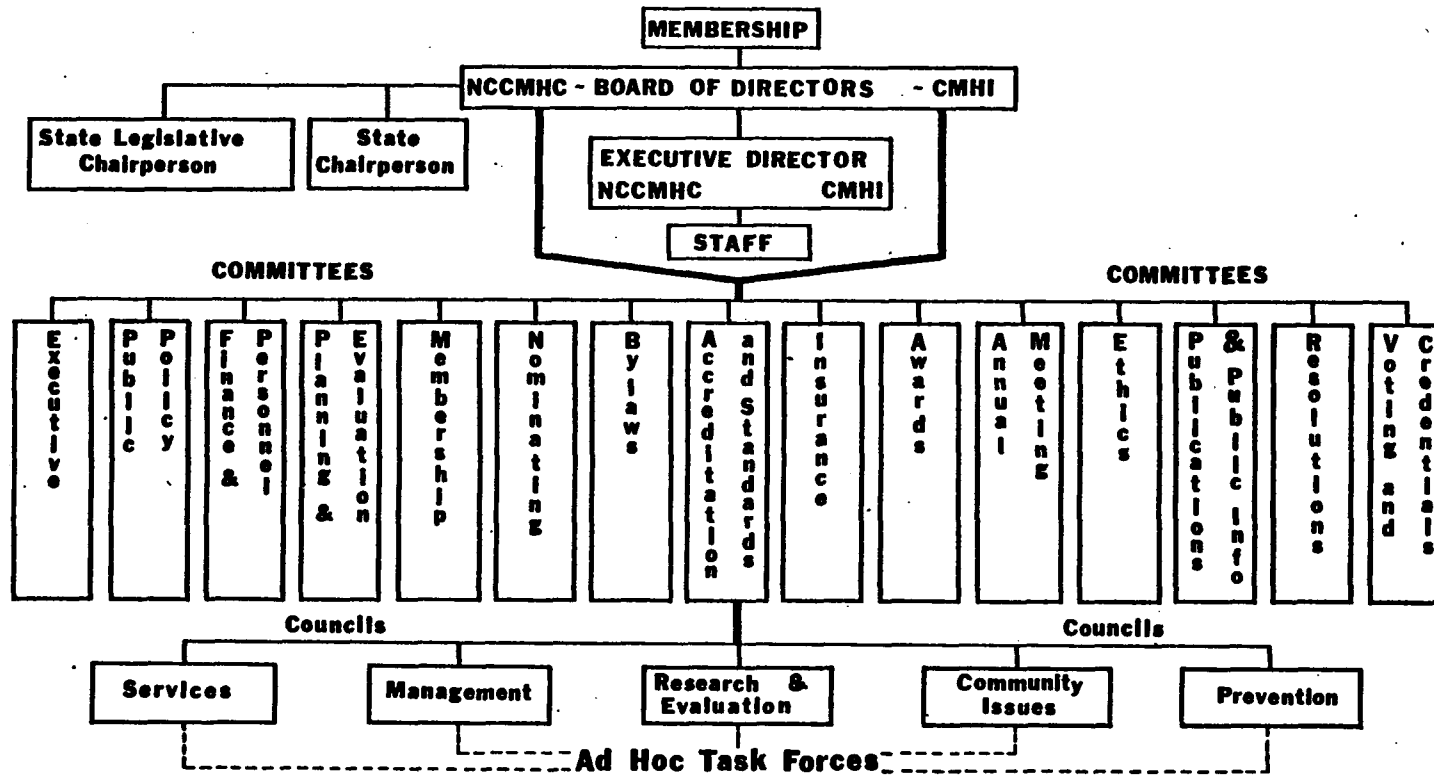 MEMBERSHIP
NCCMHC - BOARD OF DIRECTORS - CMHI
State Legislative
Chairperson
State
Chairperson
EXECUTIVE DIRECTOR
NCCMHC CMHI
STAFF
COMMITTEES
COMMITTEES
Executive
Public
Policy
Finance &
Personnel
Planning &
Evaluation
Membership
Nominating
Bylaws
Accreditation
and Standards
Insurance
Awards
Annual
Meeting
Ethics
Publications
& Public Info
Resolutions
Voting and
Credentials
Councils
Councils
Services
Management
Research &
Evaluation
Community
Issues
Prevention
Ad Hoc Task Forces